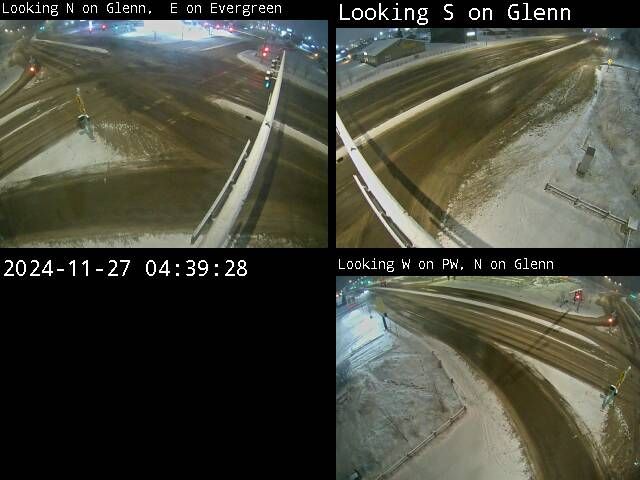 Looking N on Glenn,  E on Evergreen
Looking S on Glenn
2024-11-27 04:39:28
Looking W on PW, N on Glenn